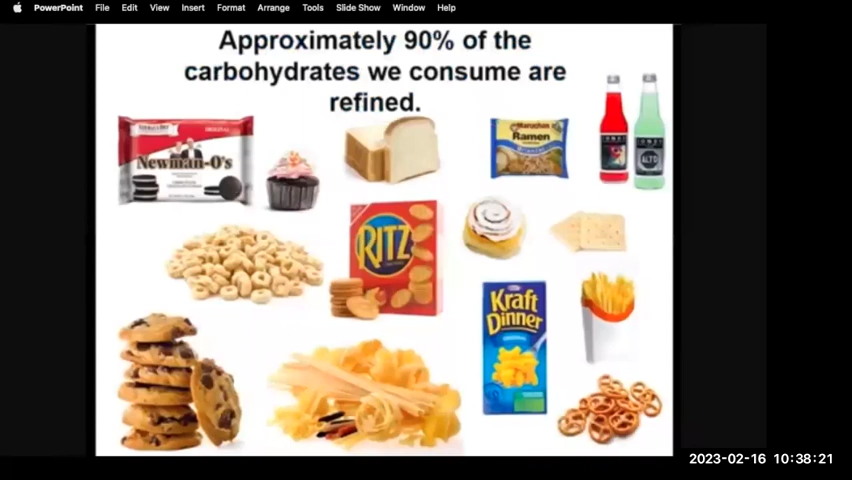 PowerPoint File Edit View Insert Format Arrange Tools Slide Show Window Help
Approximately 90% of the
carbohydrates we consume are
refined.
Newman-O's
Maruchan
Ramen
RITZ
Kraft
Dinner
2023-02-16 10:38:21